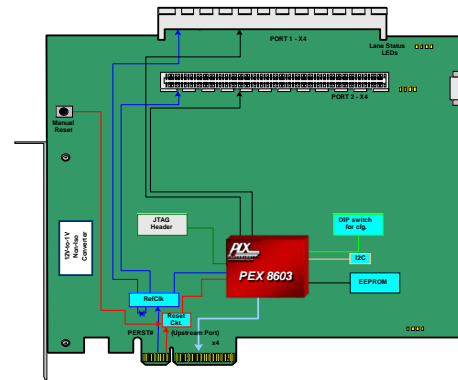 PORT 1 - X4
Lane Status
LEDs
PORT 2 - X4
Manual
Reset
JTAG
Header
DIP switch
for cfg.
12V-to-1V
Non-Iso
Converter
PLX
PEX 8603
I2C
EEPROM
RefClk
Reset
Ckt.
PERST#
(Upstream Port)
x4